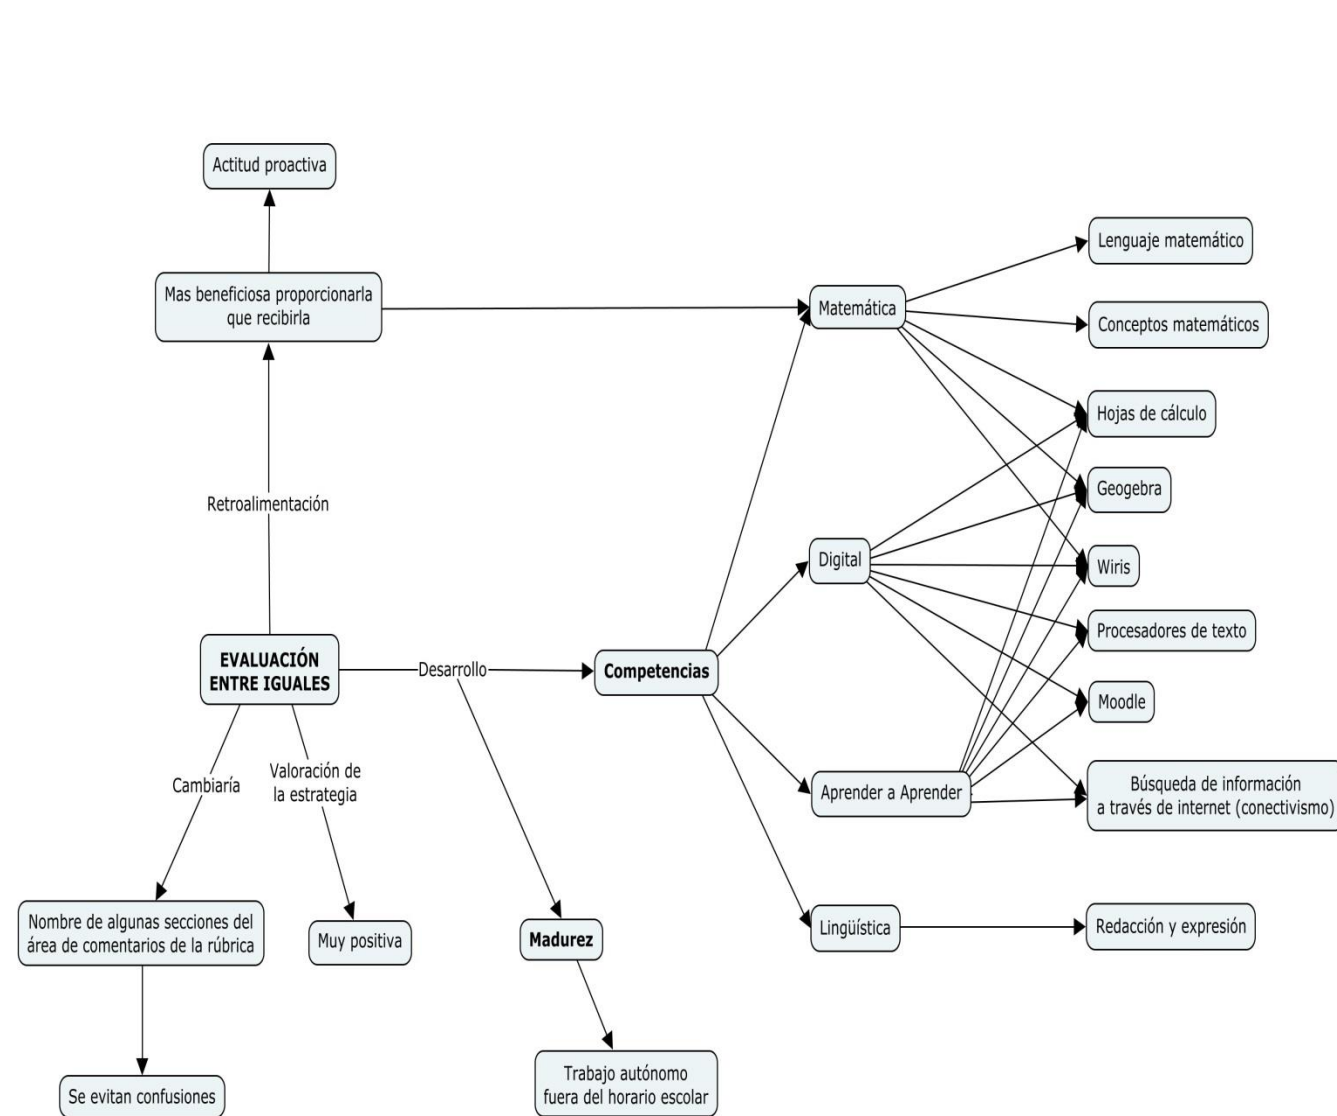 Actitud proactiva
Mas beneficiosa proporcionarla
que recibirla
Retroalimentación
EVALUACIÓN
ENTRE IGUALES
Desarrollo
Competencias
Cambiaría
Valoración de
la estrategia
Nombre de algunas secciones del
área de comentarios de la rúbrica
Muy positiva
Madurez
Se evitan confusiones
Trabajo autónomo
fuera del horario escolar
Matemática
Digital
Aprender a Aprender
Lingüística
Lenguaje matemático
Conceptos matemáticos
Hojas de cálculo
Geogebra
Wiris
Procesadores de texto
Moodle
Búsqueda de información
a través de internet (conectivismo)
Redacción y expresión